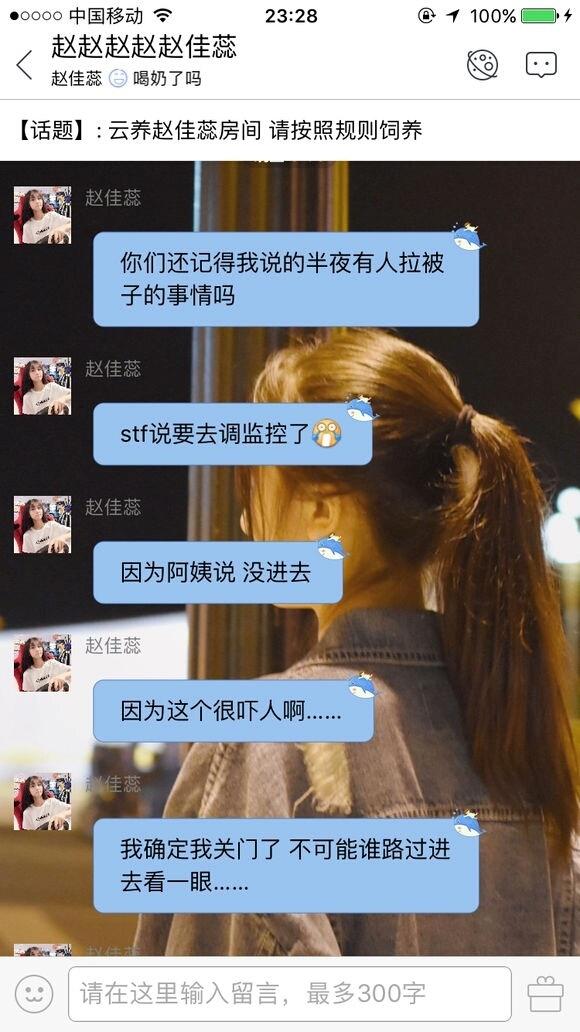 中国移动 23:28 100%
赵赵赵赵赵佳蕊
赵佳蕊 喝奶了吗
【话题】: 云养赵佳蕊房间 请按照规则饲养
赵佳蕊
你们还记得我说的半夜有人拉被
子的事情吗
赵佳蕊
stf说要去调监控了
赵佳蕊
因为阿姨说 没进去
赵佳蕊
因为这个很吓人啊......
赵佳蕊
我确定我关门了 不可能谁路过进
去看一眼......
赵佳蕊
请在这里输入留言，最多300字